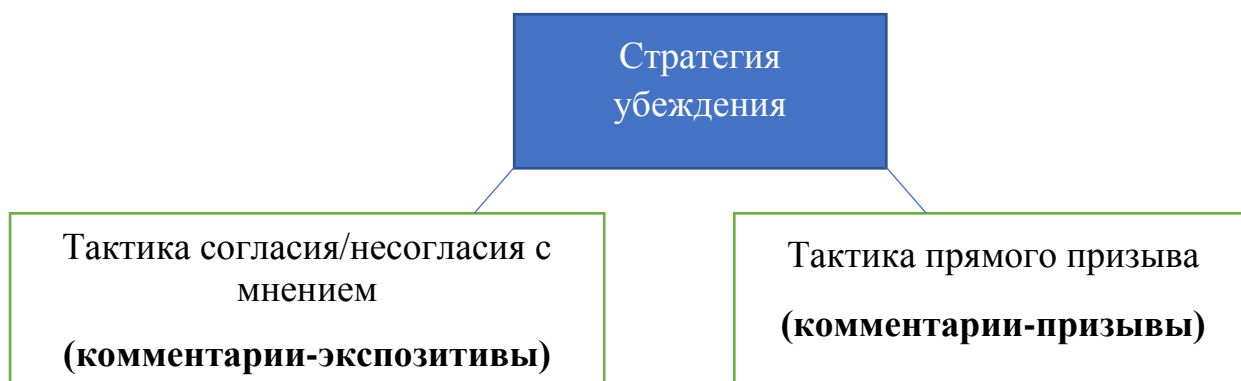 Стратегия
убеждения
Тактика согласия/несогласия с
мнением
(комментарии-экспозитивы)
Тактика прямого призыва
(комментарии-призывы)